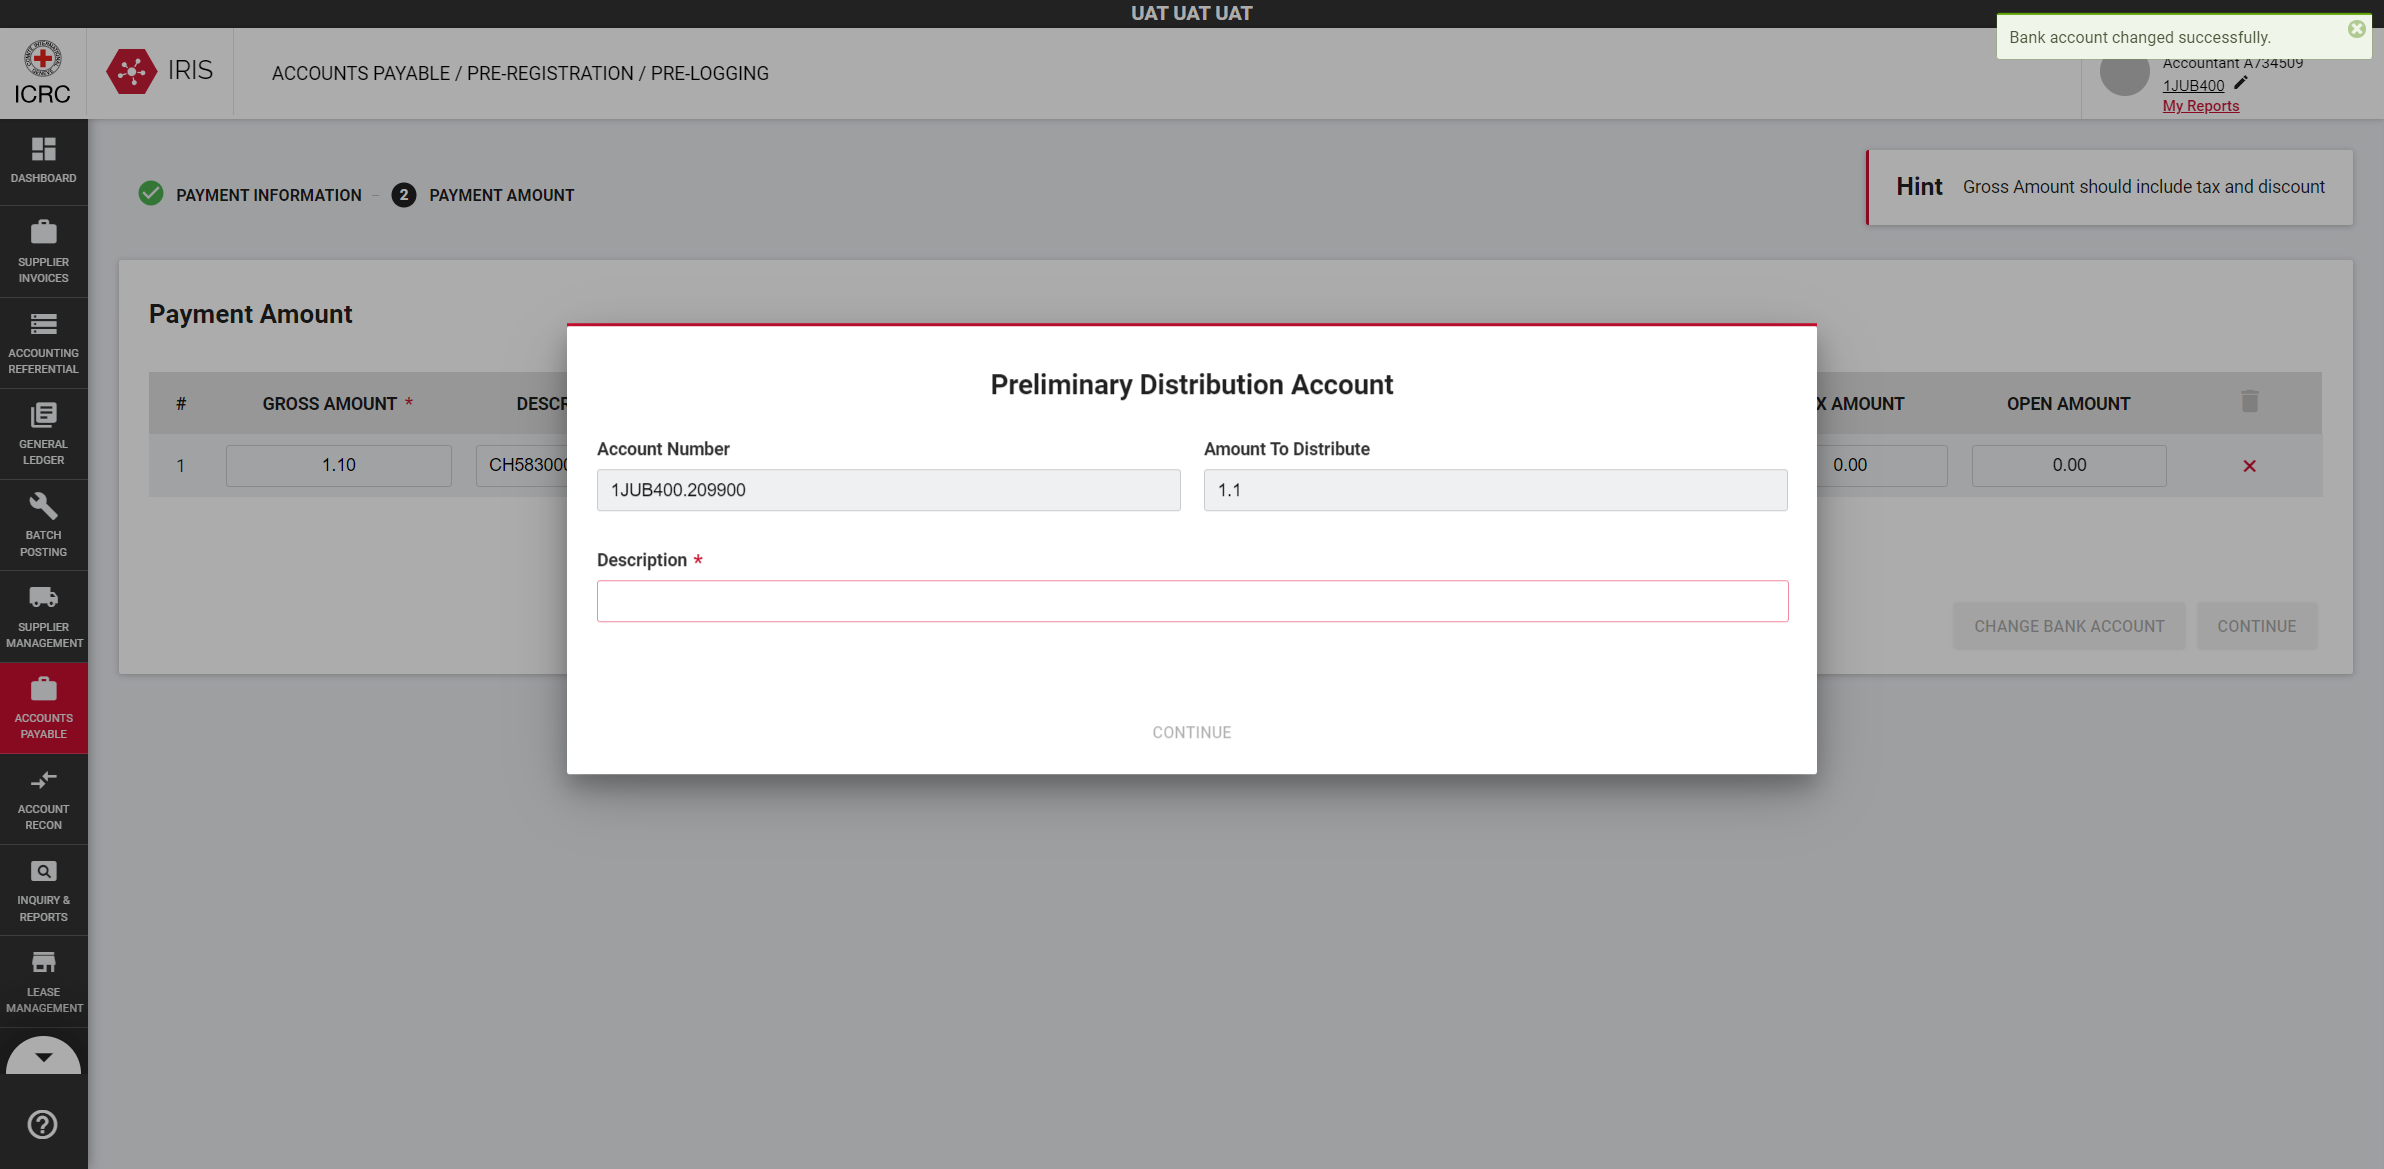 UAT UAT UAT
Bank account changed successfully.
ICRC
IRIS
ACCOUNTS PAYABLE / PRE-REGISTRATION / PRE-LOGGING
Accountant A734509
1JUB400
My Reports
DASHBOARD
SUPPLIER
INVOICES
ACCOUNTING
REFERENTIAL
GENERAL
LEDGER
BATCH
POSTING
SUPPLIER
MANAGEMENT
ACCOUNTS
PAYABLE
ACCOUNT
RECON
INQUIRY &
REPORTS
LEASE
MANAGEMENT
PAYMENT INFORMATION
2 PAYMENT AMOUNT
Hint Gross Amount should include tax and discount
Payment Amount
# GROSS AMOUNT * DESCR X AMOUNT OPEN AMOUNT
1 1.10 CH583000 0.00 0.00
Preliminary Distribution Account
Account Number Amount To Distribute
1JUB400.209900 1.1
Description *
CONTINUE
CHANGE BANK ACCOUNT CONTINUE